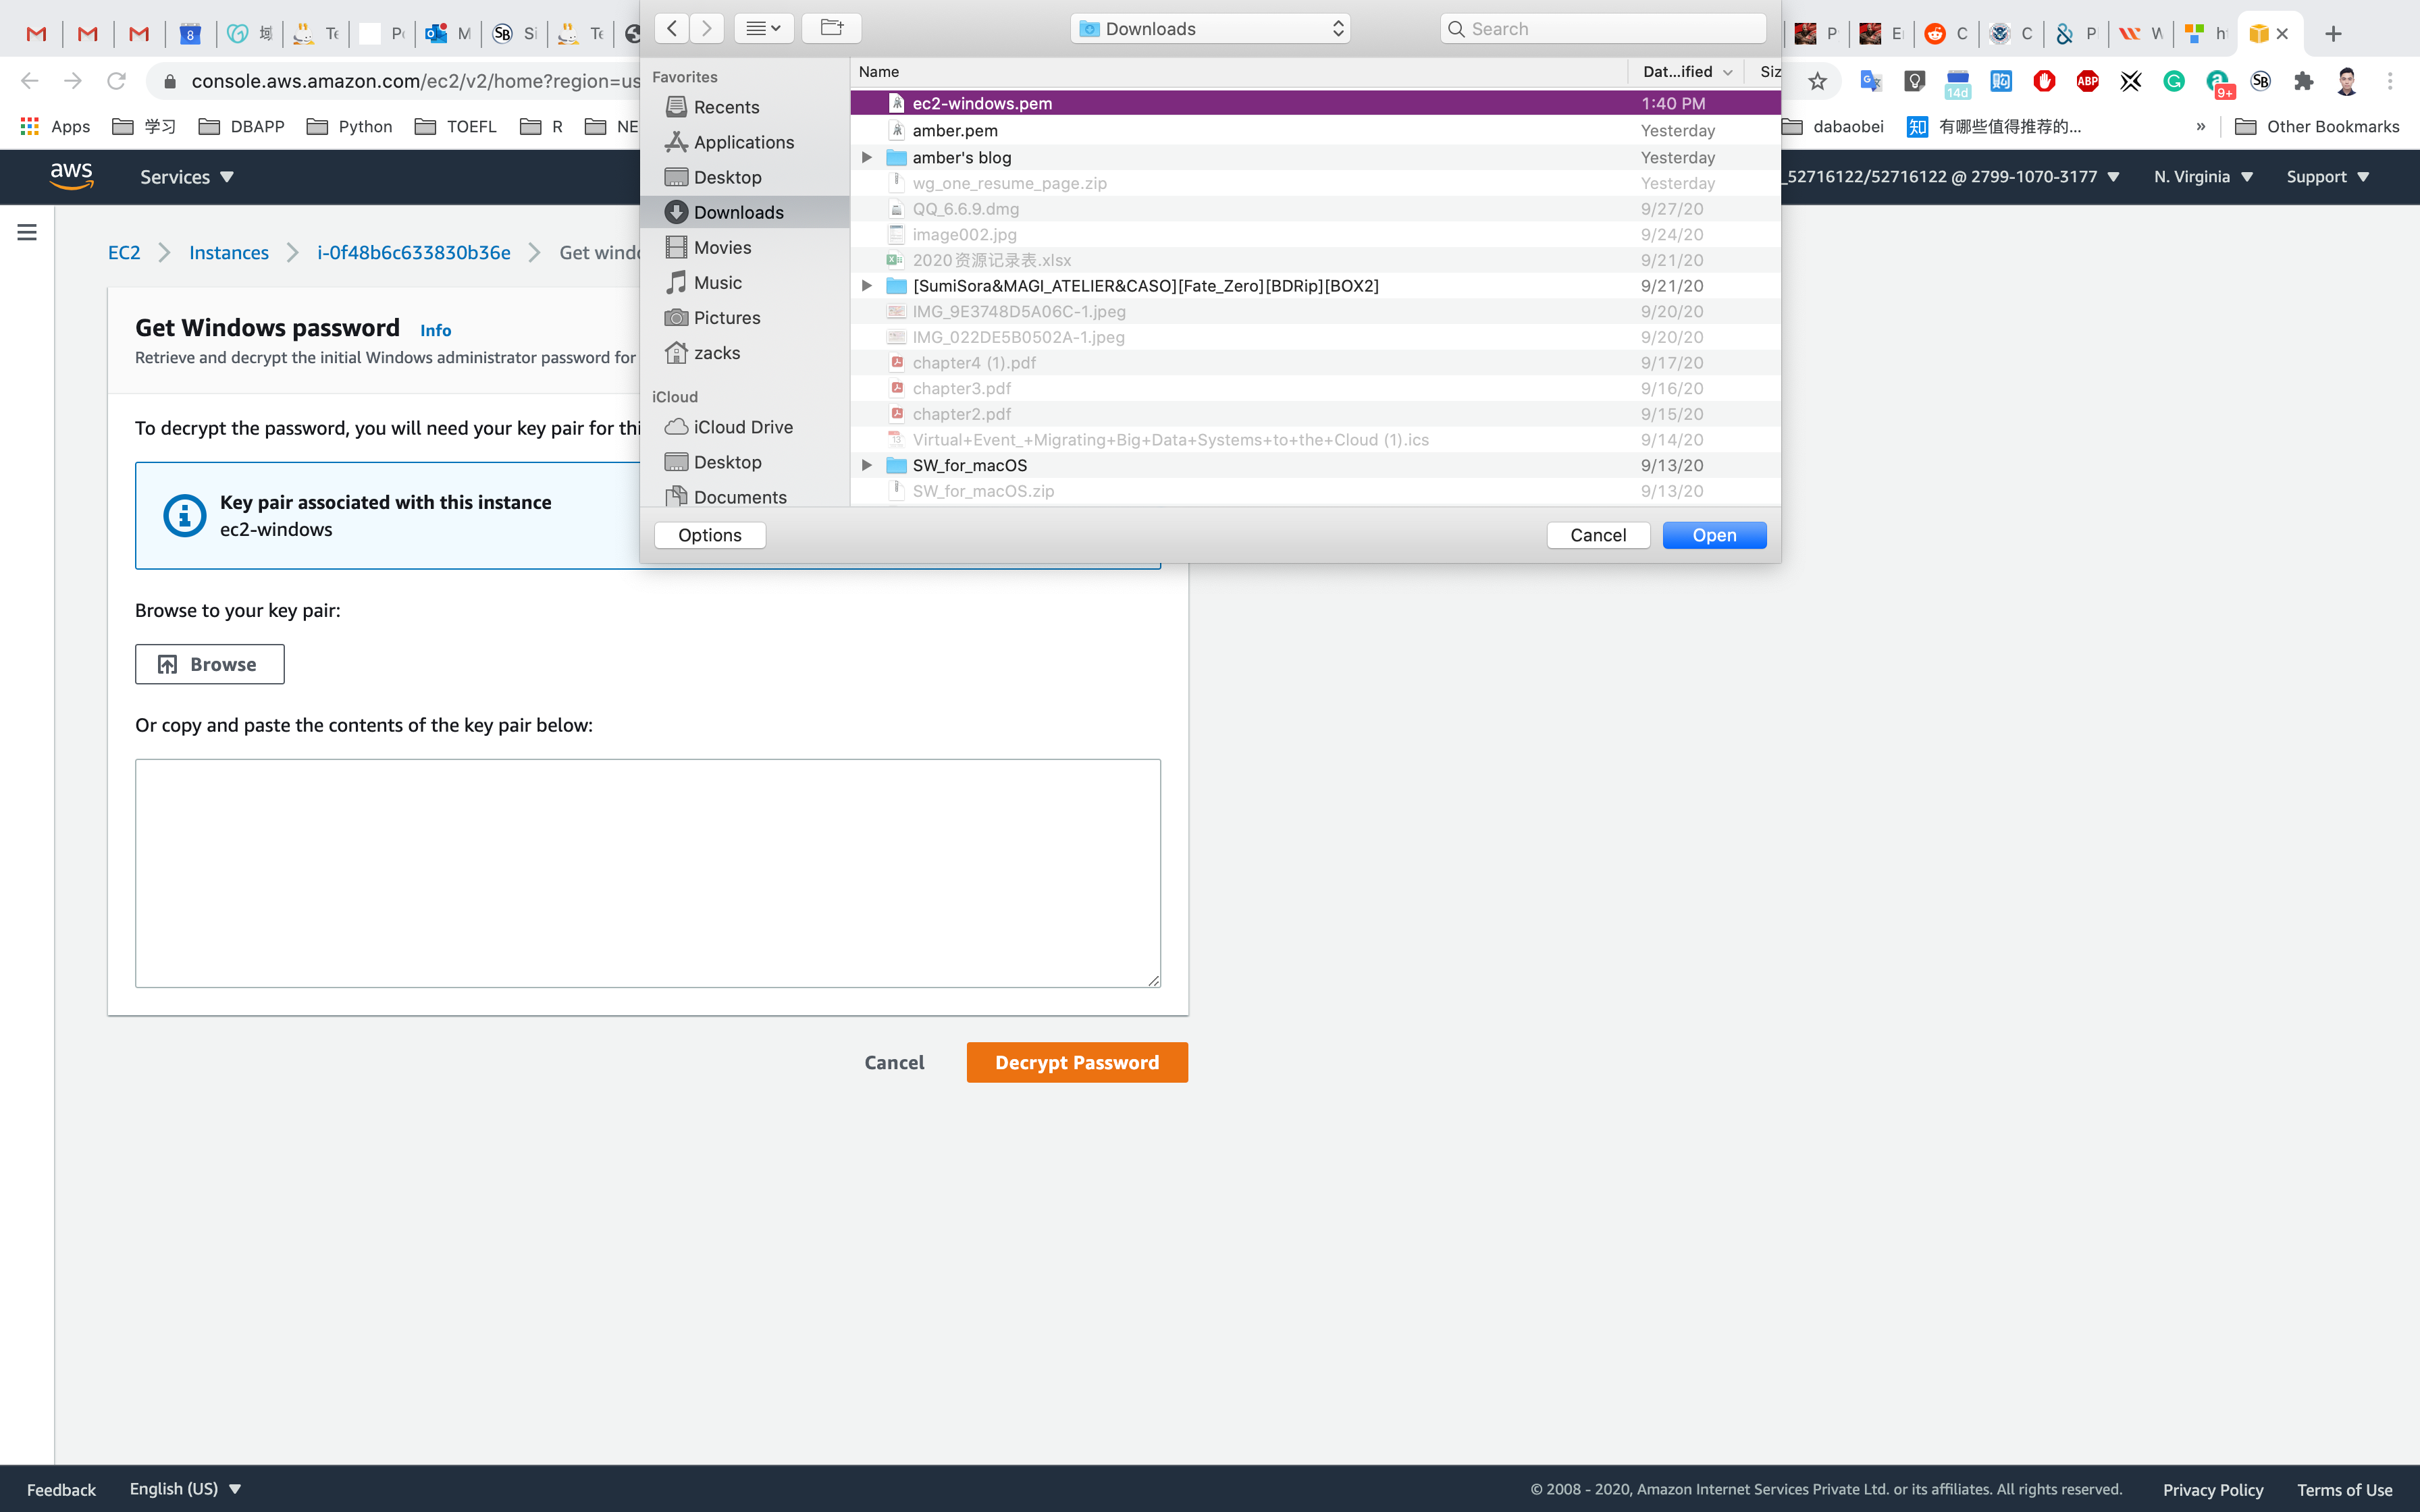 8
域
Te
Pe
M
SB
Si
Te
Downloads
Search
P
E
C
C
P
W
h
console.aws.amazon.com/ec2/v2/home?region=us
14d
ABP
9+
SB
Apps
学习
DBAPP
Python
TOEFL
R
NE
dabaobei
知
有哪些值得推荐的...
»
Other Bookmarks
aws
Services
_52716122/52716122 @ 2799-1070-3177
N. Virginia
Support
Favorites
Recents
Applications
Desktop
Downloads
Movies
Music
Pictures
zacks
iCloud
iCloud Drive
Desktop
Documents
Name Dat...ified Siz
ec2-windows.pem 1:40 PM
amber.pem Yesterday
amber's blog Yesterday
wg_one_resume_page.zip Yesterday
QQ_6.6.9.dmg 9/27/20
image002.jpg 9/24/20
2020资源记录表.xlsx 9/21/20
[SumiSora&MAGI_ATELIER&CASO][Fate_Zero][BDRip][BOX2] 9/21/20
IMG_9E3748D5A06C-1.jpeg 9/20/20
IMG_022DE5B0502A-1.jpeg 9/20/20
chapter4 (1).pdf 9/17/20
chapter3.pdf 9/16/20
chapter2.pdf 9/15/20
Virtual+Event_+Migrating+Big+Data+Systems+to+the+Cloud (1).ics 9/14/20
SW_for_macOS 9/13/20
SW_for_macOS.zip 9/13/20
Options
Cancel
Open
EC2
Instances
i-0f48b6c633830b36e
Get windo
Get Windows password Info
Retrieve and decrypt the initial Windows administrator password for
To decrypt the password, you will need your key pair for thi
Key pair associated with this instance
ec2-windows
Browse to your key pair:
Browse
Or copy and paste the contents of the key pair below:
Cancel
Decrypt Password
Feedback
English (US)
© 2008 - 2020, Amazon Internet Services Private Ltd. or its affiliates. All rights reserved.
Privacy Policy
Terms of Use